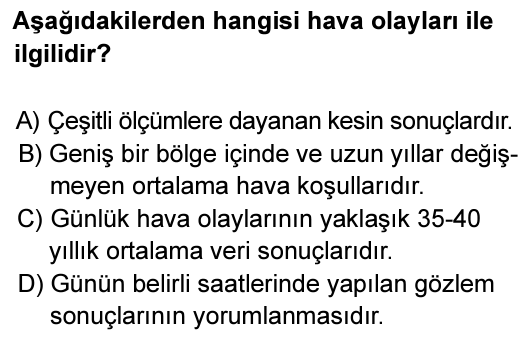 Aşağıdakilerden hangisi hava olayları ile
ilgilidir?
A) Çeşitli ölçümlere dayanan kesin sonuçlardır.
B) Geniş bir bölge içinde ve uzun yıllar değiş-
meyen ortalama hava koşullarıdır.
C) Günlük hava olaylarının yaklaşık 35-40
yıllık ortalama veri sonuçlarıdır.
D) Günün belirli saatlerinde yapılan gözlem
sonuçlarının yorumlanmasıdır.